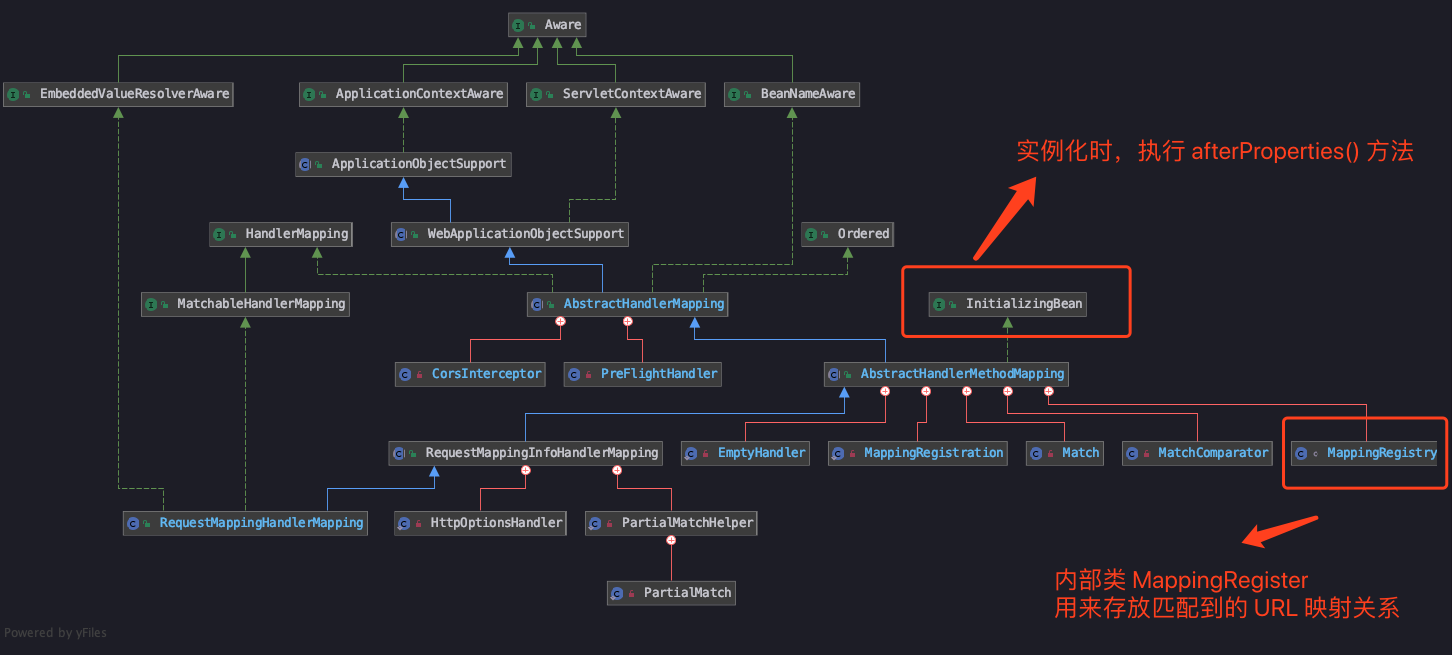 Aware
EmbeddedValueResolverAware
ApplicationContextAware
ServletContextAware
BeanNameAware
实例化时，执行 afterProperties() 方法
ApplicationObjectSupport
HandlerMapping
WebApplicationObjectSupport
Ordered
MatchableHandlerMapping
AbstractHandlerMapping
InitializingBean
CorsInterceptor
PreFlightHandler
AbstractHandlerMethodMapping
RequestMappingInfoHandlerMapping
EmptyHandler
MappingRegistration
Match
MatchComparator
MappingRegistry
RequestMappingHandlerMapping
HttpOptionsHandler
PartialMatchHelper
内部类 MappingRegister
用来存放匹配到的 URL 映射关系
PartialMatch
Powered by yFiles